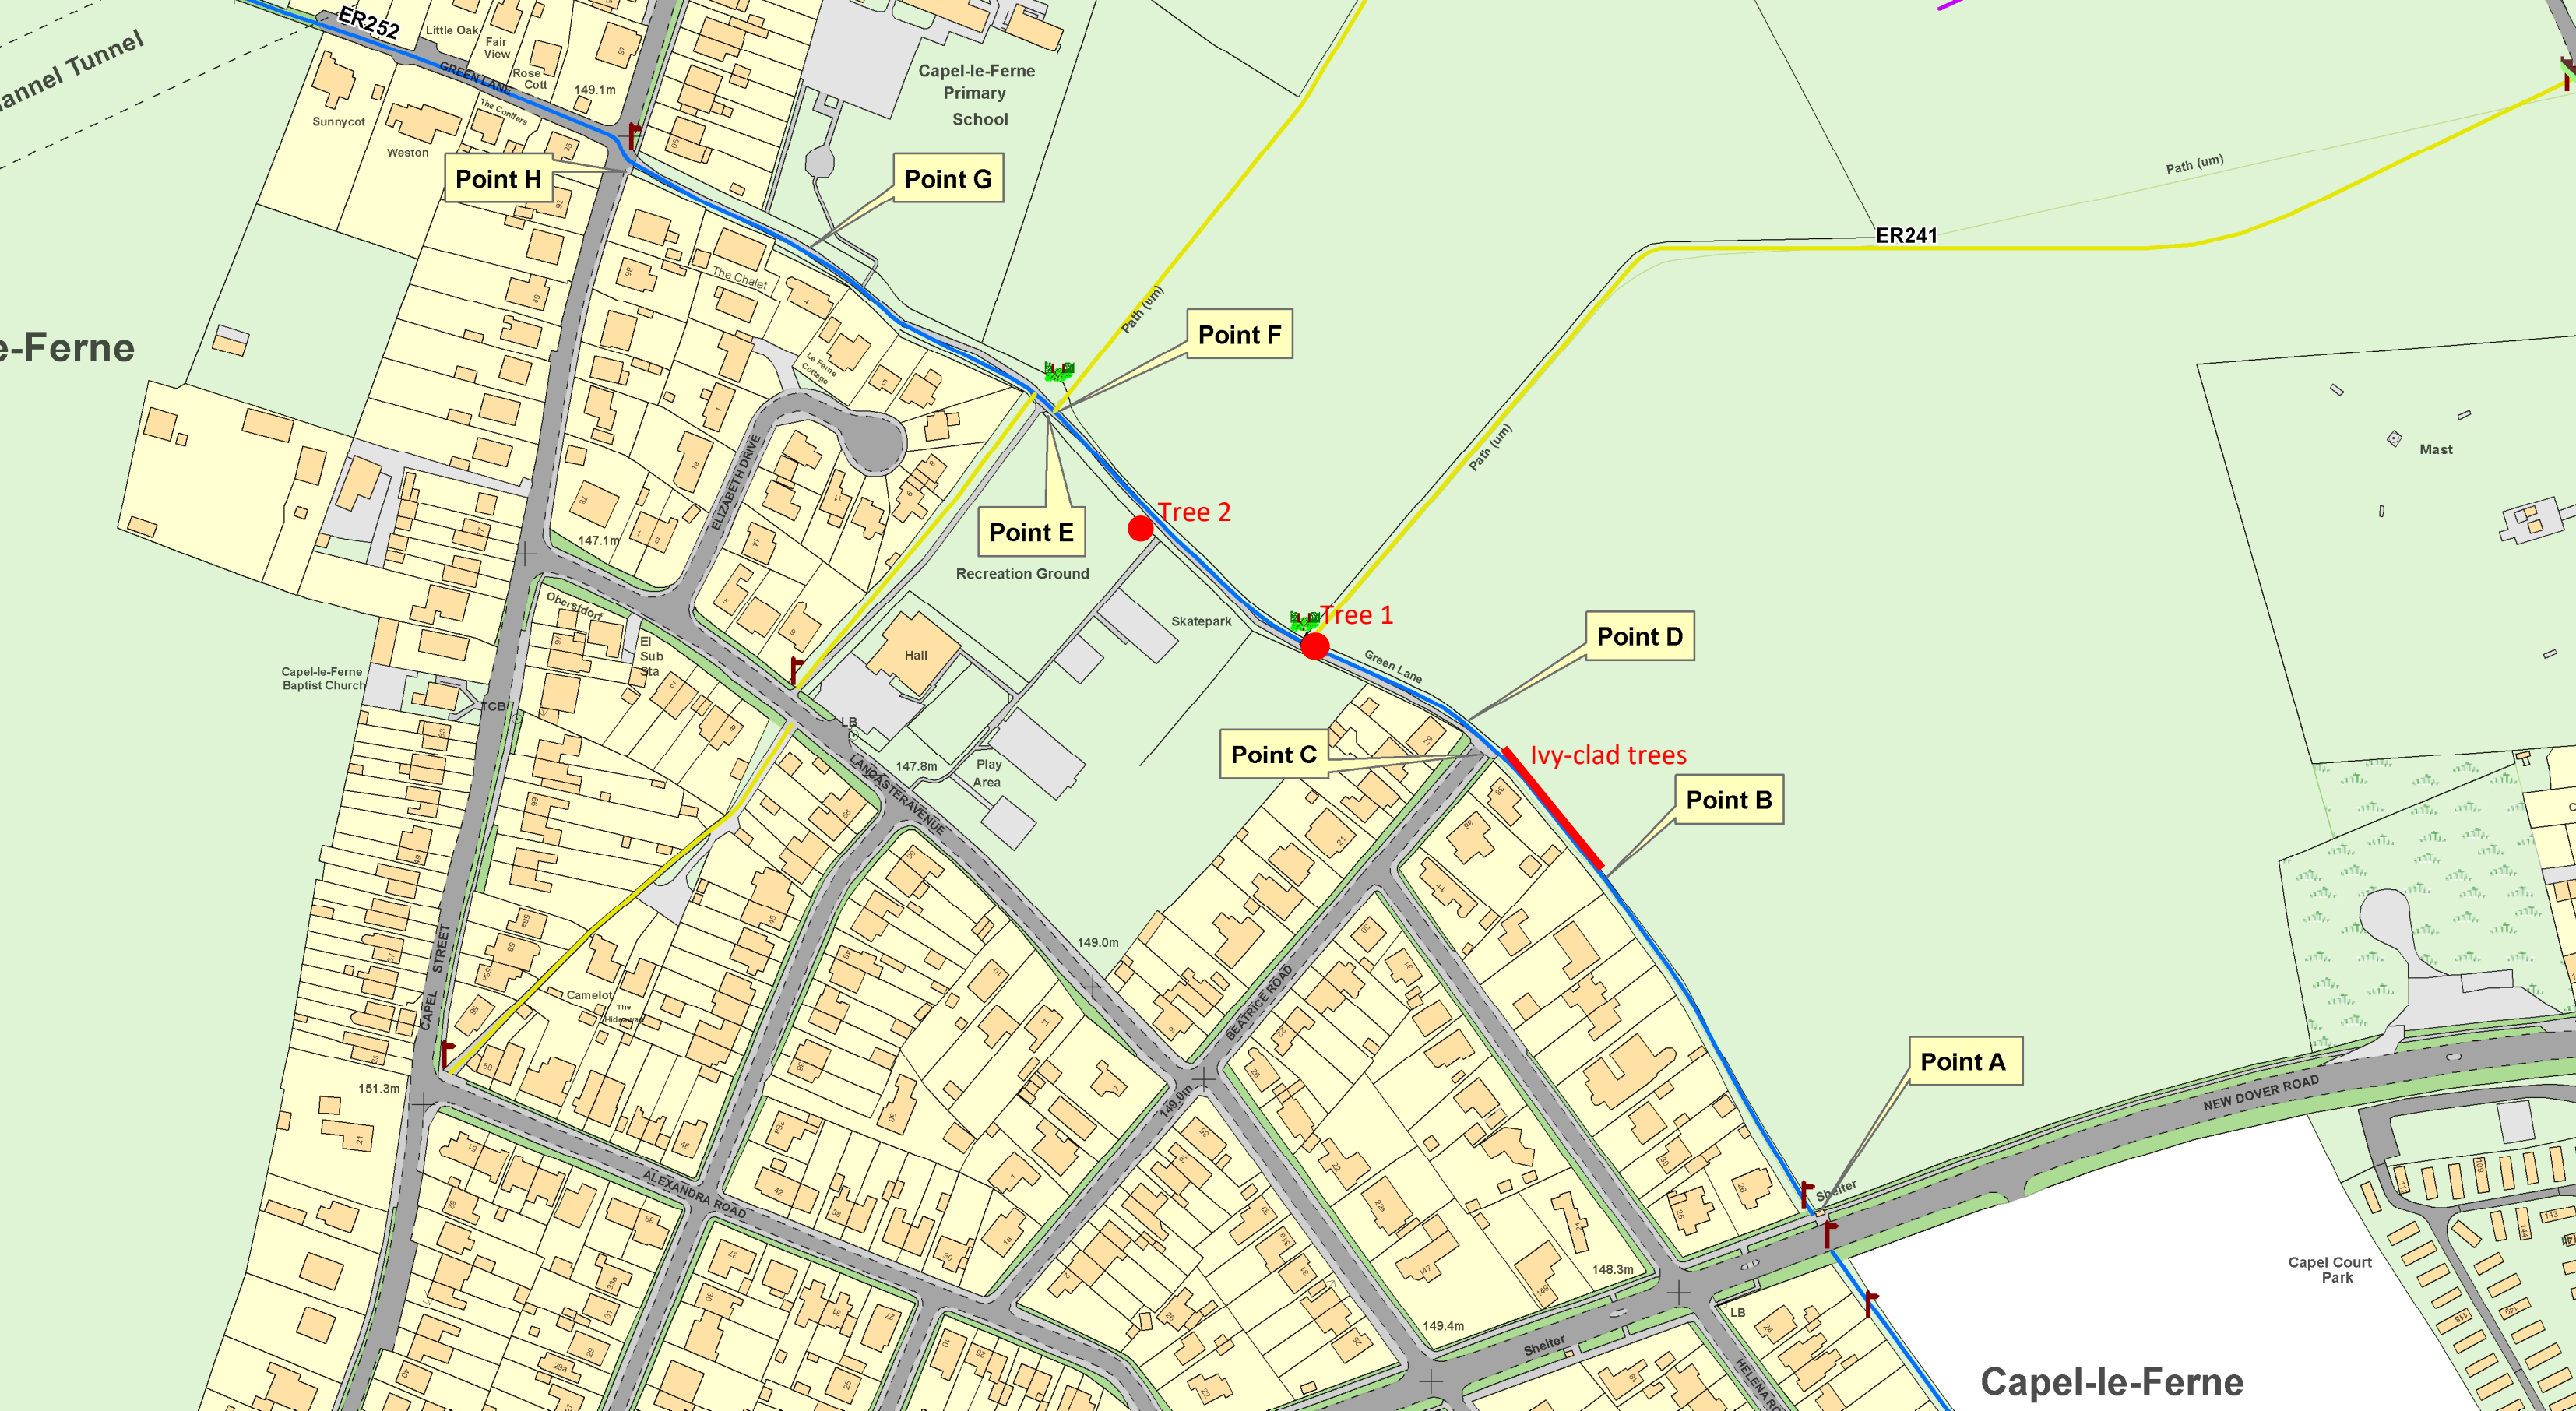 ER252
Little Oak
Fair
View
Rose
Cott
GREEN LANE
The Conifers
149.1m
annel Tunnel
Sunnycot
Weston
Capel-le-Ferne
Primary
School
Point H
Point G
ER241
Path (um)
The Chalet
Le Ferne
Cottage
Path (um)
Point F
e-Ferne
ELIZABETH DRIVE
147.1m
Path (um)
Mast
Tree 2
Point E
Recreation Ground
Skatepark
Tree 1
Green Lane
Point D
Oberstdorf
El
Sub
Sta
Hall
Capel-le-Ferne
Baptist Church
TCB
LB
LANCASTER AVENUE
147.8m
Play
Area
Point C
Ivy-clad trees
Point B
CAPEL STREET
149.0m
Camelot
The
Hideaway
BEATRICE ROAD
Point A
151.3m
149.0m
NEW DOVER ROAD
ALEXANDRA ROAD
Shelter
148.3m
149.4m
LB
Shelter
HELENA RO
Capel Court
Park
Capel-le-Ferne